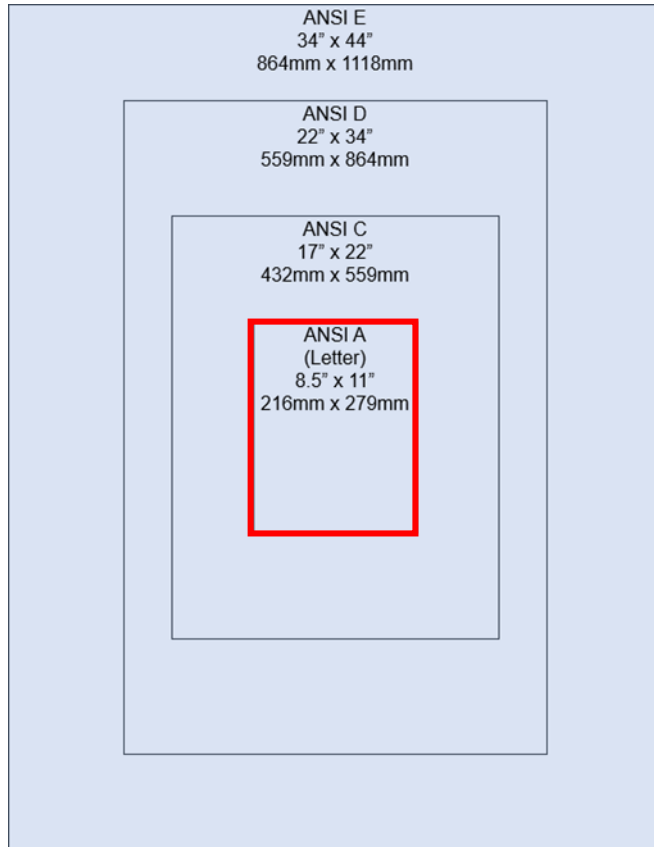 ANSI E
34” x 44”
864mm x 1118mm
ANSI D
22” x 34”
559mm x 864mm
ANSI C
17” x 22”
432mm x 559mm
ANSI A
(Letter)
8.5” x 11”
216mm x 279mm